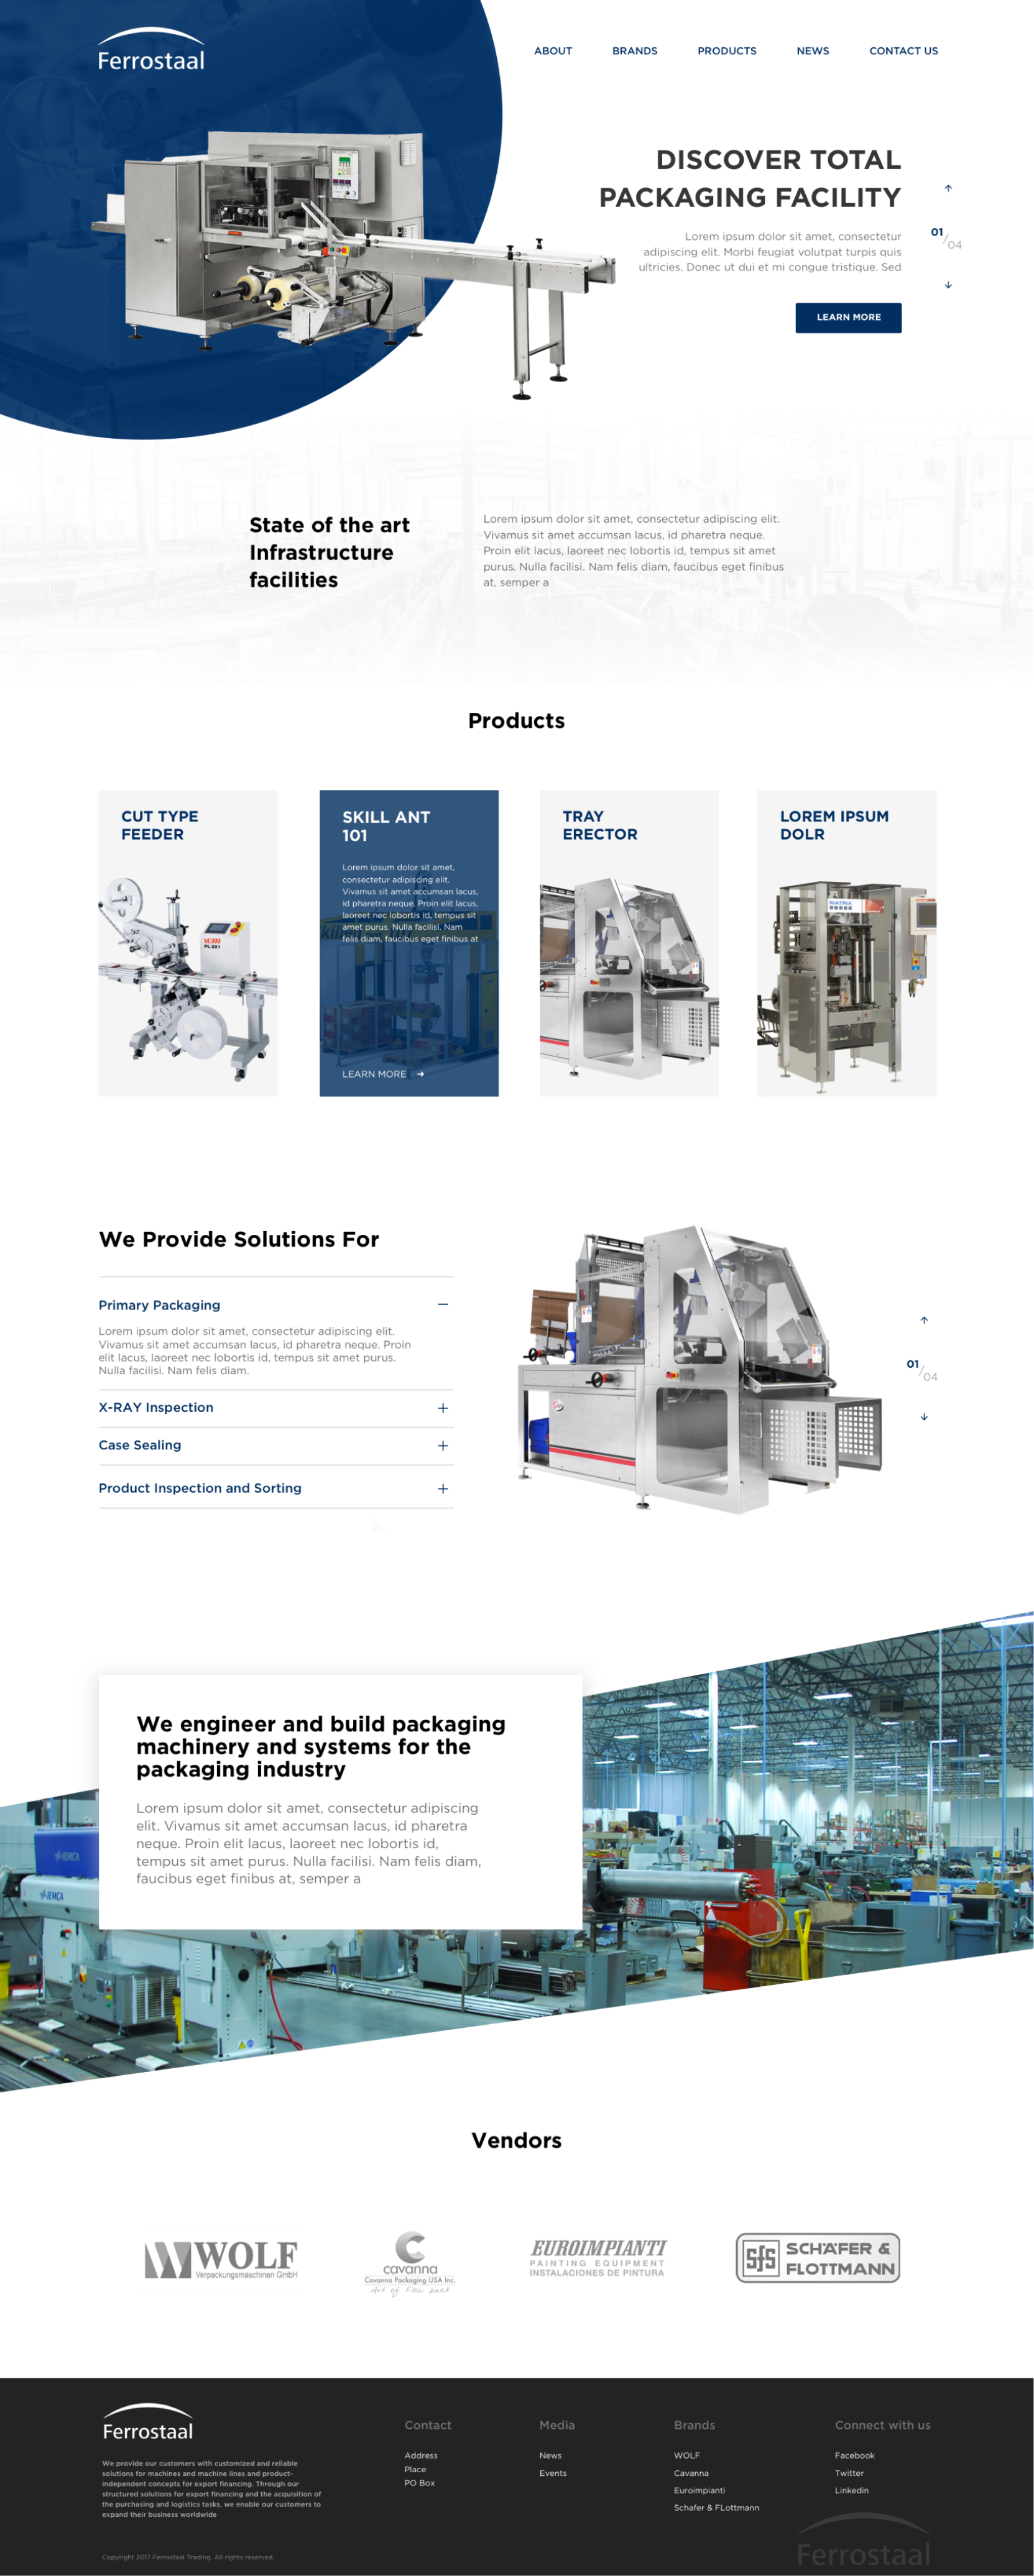 Ferrostaal
ABOUT
BRANDS
PRODUCTS
NEWS
CONTACT US
DISCOVER TOTAL
PACKAGING FACILITY
Lorem ipsum dolor sit amet, consectetur
adipiscing elit. Morbi feugiat volutpat turpis quis
ultricies. Donec ut dui et mi congue tristique. Sed
01/04
LEARN MORE
State of the art
Infrastructure
facilities
Lorem ipsum dolor sit amet, consectetur adipiscing elit.
Vivamus sit amet accumsan lacus, id pharetra neque.
Proin elit lacus, laoreet nec lobortis id, tempus sit amet
purus. Nulla facilisi. Nam felis diam, faucibus eget finibus
at, semper a
Products
CUT TYPE
FEEDER
PL-521
SKILL ANT
101
Lorem ipsum dolor sit amet,
consectetur adipiscing elit.
Vivamus sit amet accumsan lacus,
id pharetra neque. Proin elit lacus,
laoreet nec lobortis id, tempus sit
amet purus. Nulla facilisi. Nam
felis diam, faucibus eget finibus at
LEARN MORE
TRAY
ERECTOR
LOREM IPSUM
DOLR
MATRIX
We Provide Solutions For
Primary Packaging
Lorem ipsum dolor sit amet, consectetur adipiscing elit.
Vivamus sit amet accumsan lacus, id pharetra neque. Proin
elit lacus, laoreet nec lobortis id, tempus sit amet purus.
Nulla facilisi. Nam felis diam.
X-RAY Inspection
Case Sealing
Product Inspection and Sorting
01/04
We engineer and build packaging
machinery and systems for the
packaging industry
Lorem ipsum dolor sit amet, consectetur adipiscing
elit. Vivamus sit amet accumsan lacus, id pharetra
neque. Proin elit lacus, laoreet nec lobortis id,
tempus sit amet purus. Nulla facilisi. Nam felis diam,
faucibus eget finibus at, semper a
IEMCA
IEMCA
Vendors
WOLF
Verpackungsmaschinen GmbH
cavanna
Cavanna Packaging USA Inc.
Art of Flow pack
EUROIMPIANTI
PAINTING EQUIPMENT
INSTALACIONES DE PINTURA
sfs
SCHÄFER &
FLOTTMANN
Ferrostaal
We provide our customers with customized and reliable
solutions for machines and machine lines and product-
independent concepts for export financing. Through our
structured solutions for export financing and the acquisition of
the purchasing and logistics tasks, we enable our customers to
expand their business worldwide
Copyright 2017 Ferrostaal Trading. All rights reserved.
Contact
Address
Place
PO Box
Media
News
Events
Brands
WOLF
Cavanna
Euroimpianti
Schafer & FLottmann
Connect with us
Facebook
Twitter
Linkedin
Ferrostaal